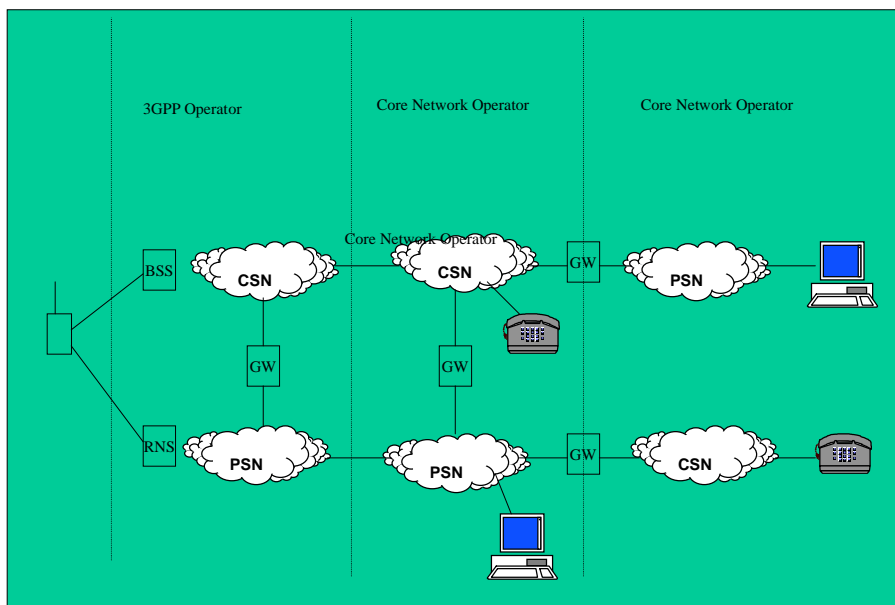 3GPP Operator
Core Network Operator
Core Network Operator
Core Network Operator
BSS
CSN
CSN
GW
PSN
GW
GW
RNS
PSN
PSN
GW
CSN